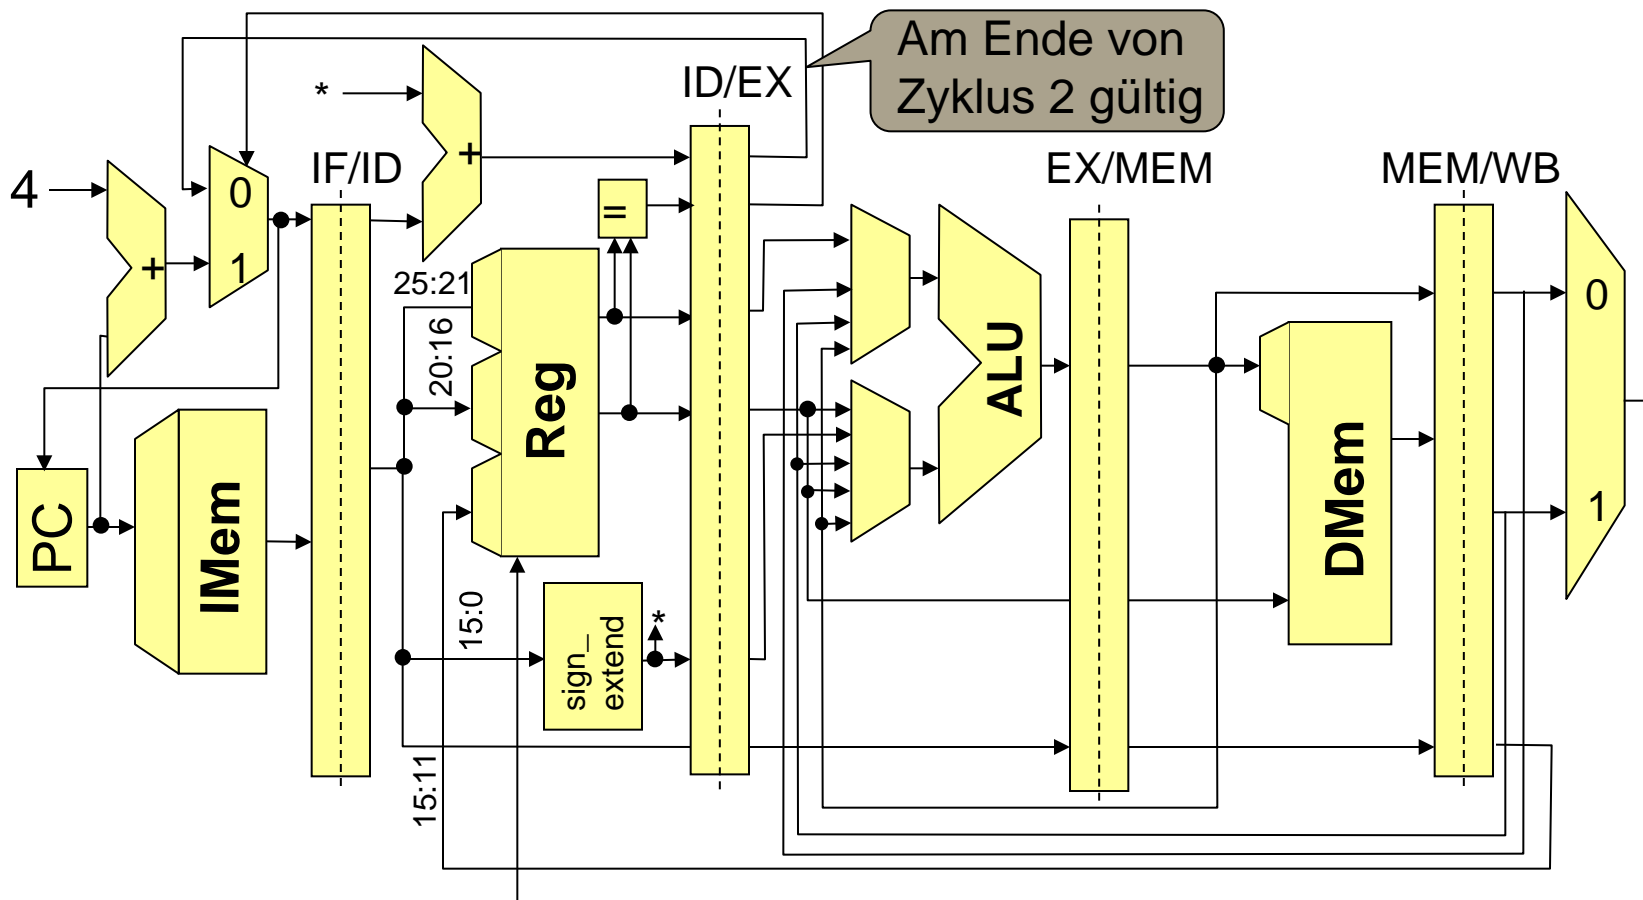 Am Ende von
Zyklus 2 gültig
ID/EX
*
IF/ID
EX/MEM
MEM/WB
4
+
0
1
+
=
25:21
20:16
Reg
ALU
0
1
PC
IMem
DMem
15:0
sign_
extend
*
15:11